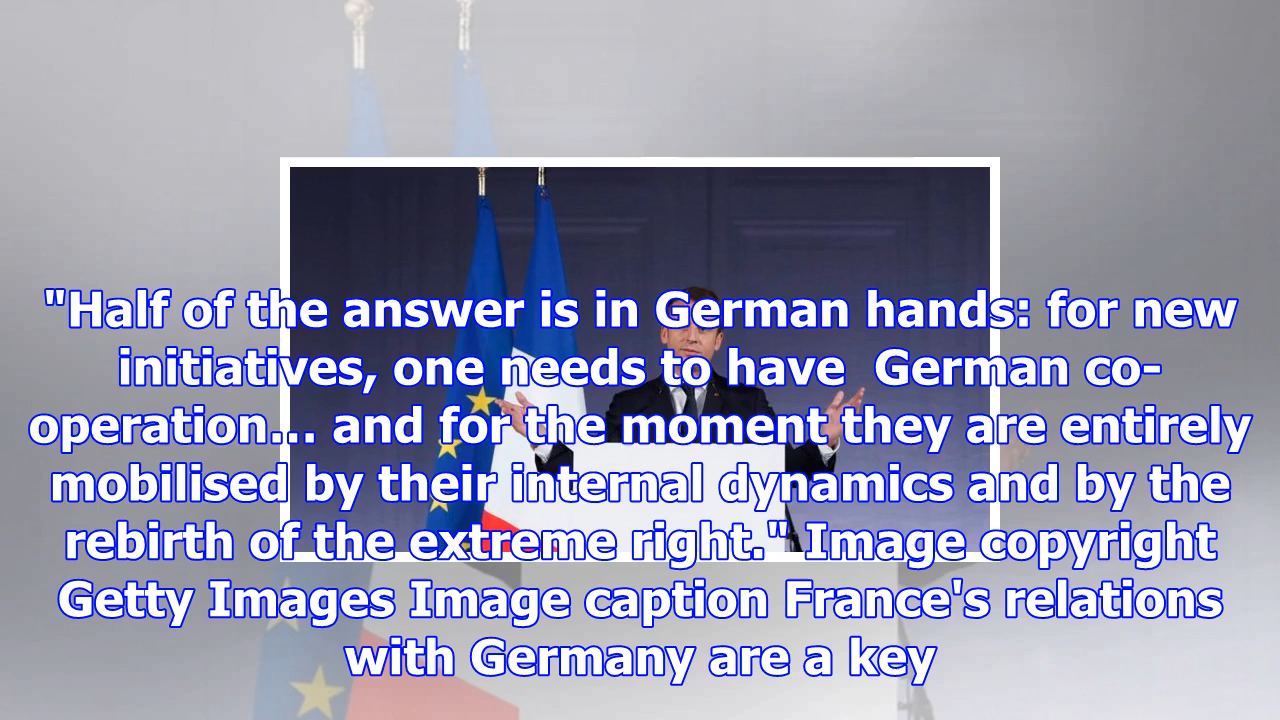 "Half of the answer is in German hands: for new
initiatives, one needs to have  German co-
operation... and for the moment they are entirely
mobilised by their internal dynamics and by the
rebirth of the extreme right." Image copyright
Getty Images Image caption France's relations
with Germany are a key